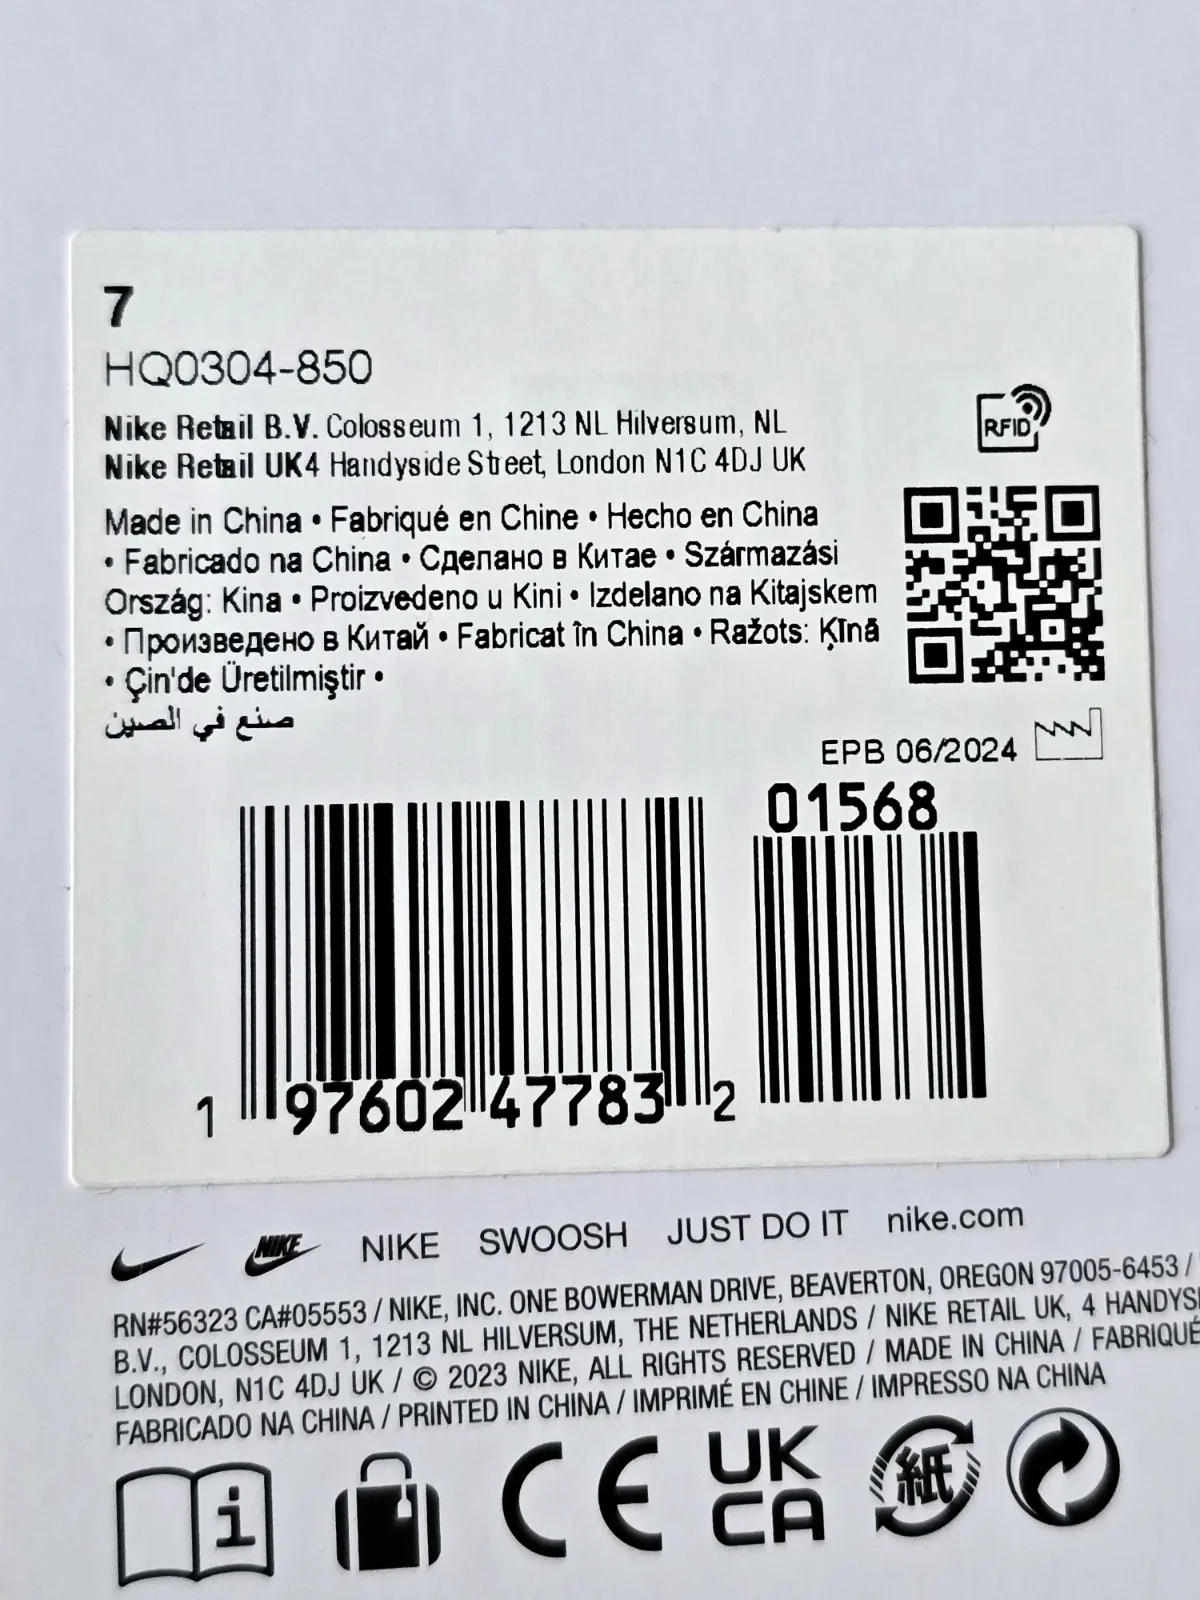 7
HQ0304-850
Nike Retail B.V. Colosseum 1, 1213 NL Hilversum, NL
Nike Retail UK4 Handyside Street, London N1C 4DJ UK
RFID
Made in China • Fabriqué en Chine • Hecho en China
• Fabricado na China • Сделано в Китае • Származási
Ország: Kina • Proizvedeno u Kini • Izdelano na Kitajskem
• Произведено в Китай • Fabricat în China • Ražots: Ķīnā
• Çin'de Üretilmiştir •
صنع في الصين
EPB 06/2024
01568
1 97602 47783 2
NIKE NIKE SWOOSH JUST DO IT nike.com
RN#56323 CA#05553 / NIKE, INC. ONE BOWERMAN DRIVE, BEAVERTON, OREGON 97005-6453 /
B.V., COLOSSEUM 1, 1213 NL HILVERSUM, THE NETHERLANDS / NIKE RETAIL UK, 4 HANDYS
LONDON, N1C 4DJ UK / © 2023 NIKE, ALL RIGHTS RESERVED / MADE IN CHINA / FABRIQUÉ
FABRICADO NA CHINA / PRINTED IN CHINA / IMPRIMÉ EN CHINE / IMPRESSO NA CHINA
i CE UK CA 紙